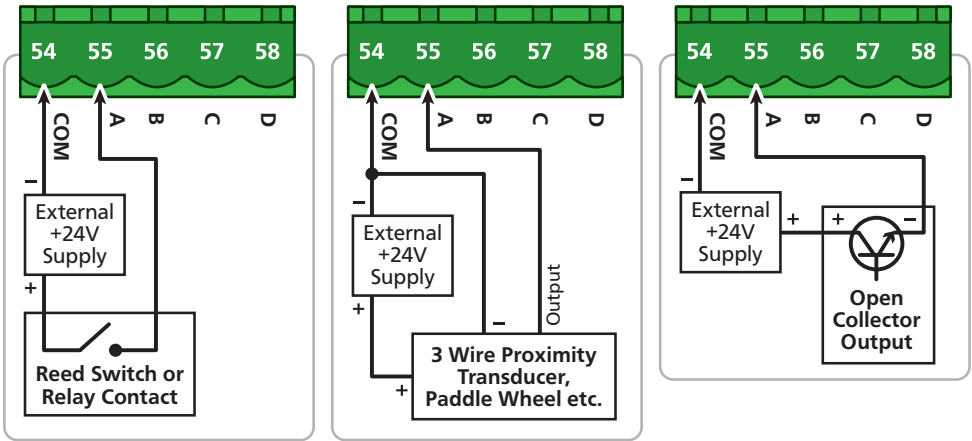 54 55 56 57 58
COM A B C D
−
External
+24V
Supply
+
Reed Switch or
Relay Contact
54 55 56 57 58
COM A B C D
−
External
+24V
Supply
+
Output
−
+
3 Wire Proximity
Transducer,
Paddle Wheel etc.
54 55 56 57 58
COM A B C D
−
External
+24V
Supply
+
+ −
Open
Collector
Output